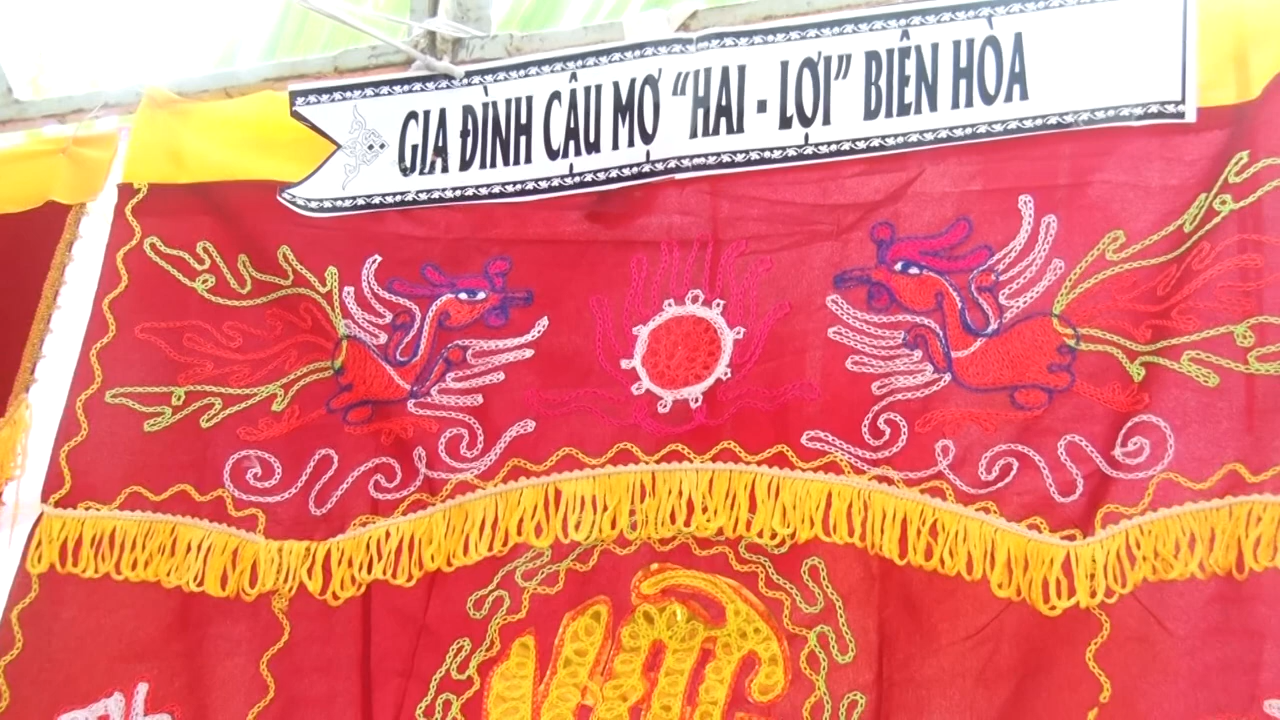 GIA ĐÌNH CẬU MỢ “HAI - LỢI” BIÊN HÒA